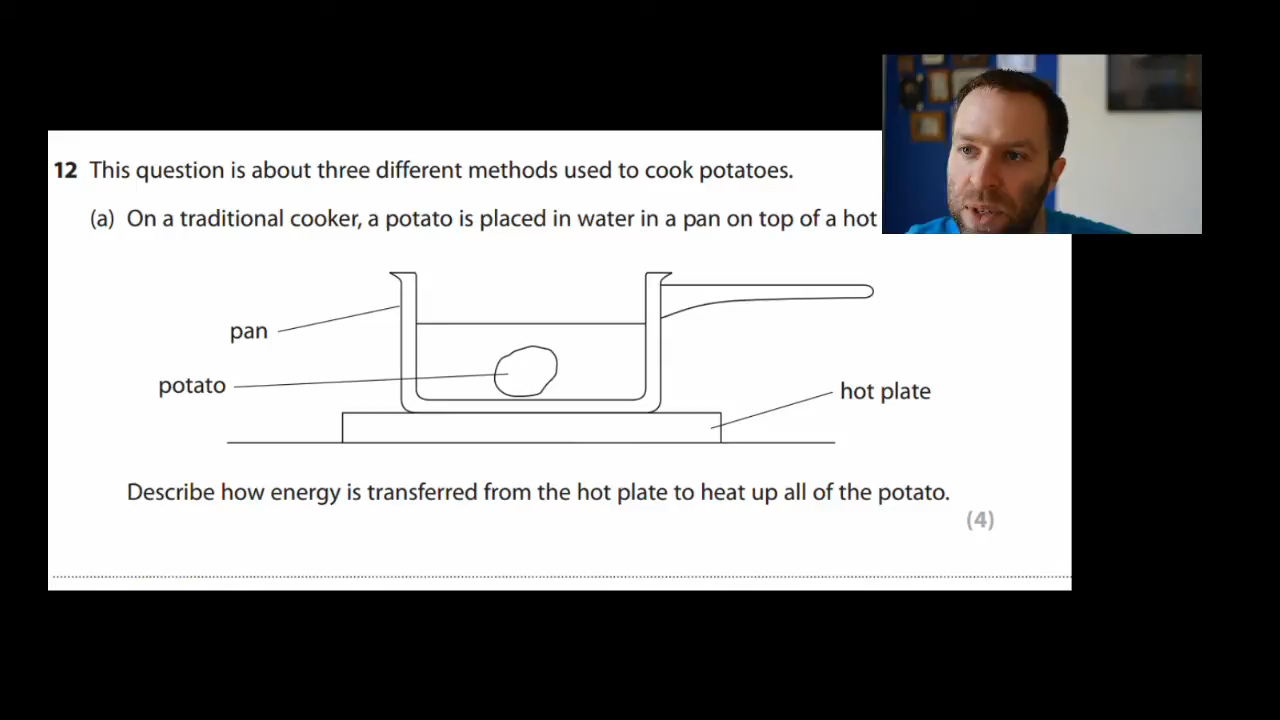 12 This question is about three different methods used to cook potatoes.
(a) On a traditional cooker, a potato is placed in water in a pan on top of a hot
pan
potato
hot plate
Describe how energy is transferred from the hot plate to heat up all of the potato.
(4)